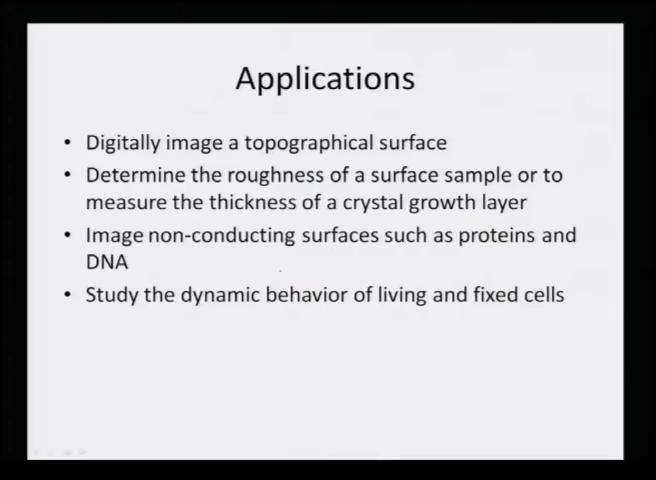 Applications
• Digitally image a topographical surface
• Determine the roughness of a surface sample or to
measure the thickness of a crystal growth layer
• Image non-conducting surfaces such as proteins and
DNA
• Study the dynamic behavior of living and fixed cells